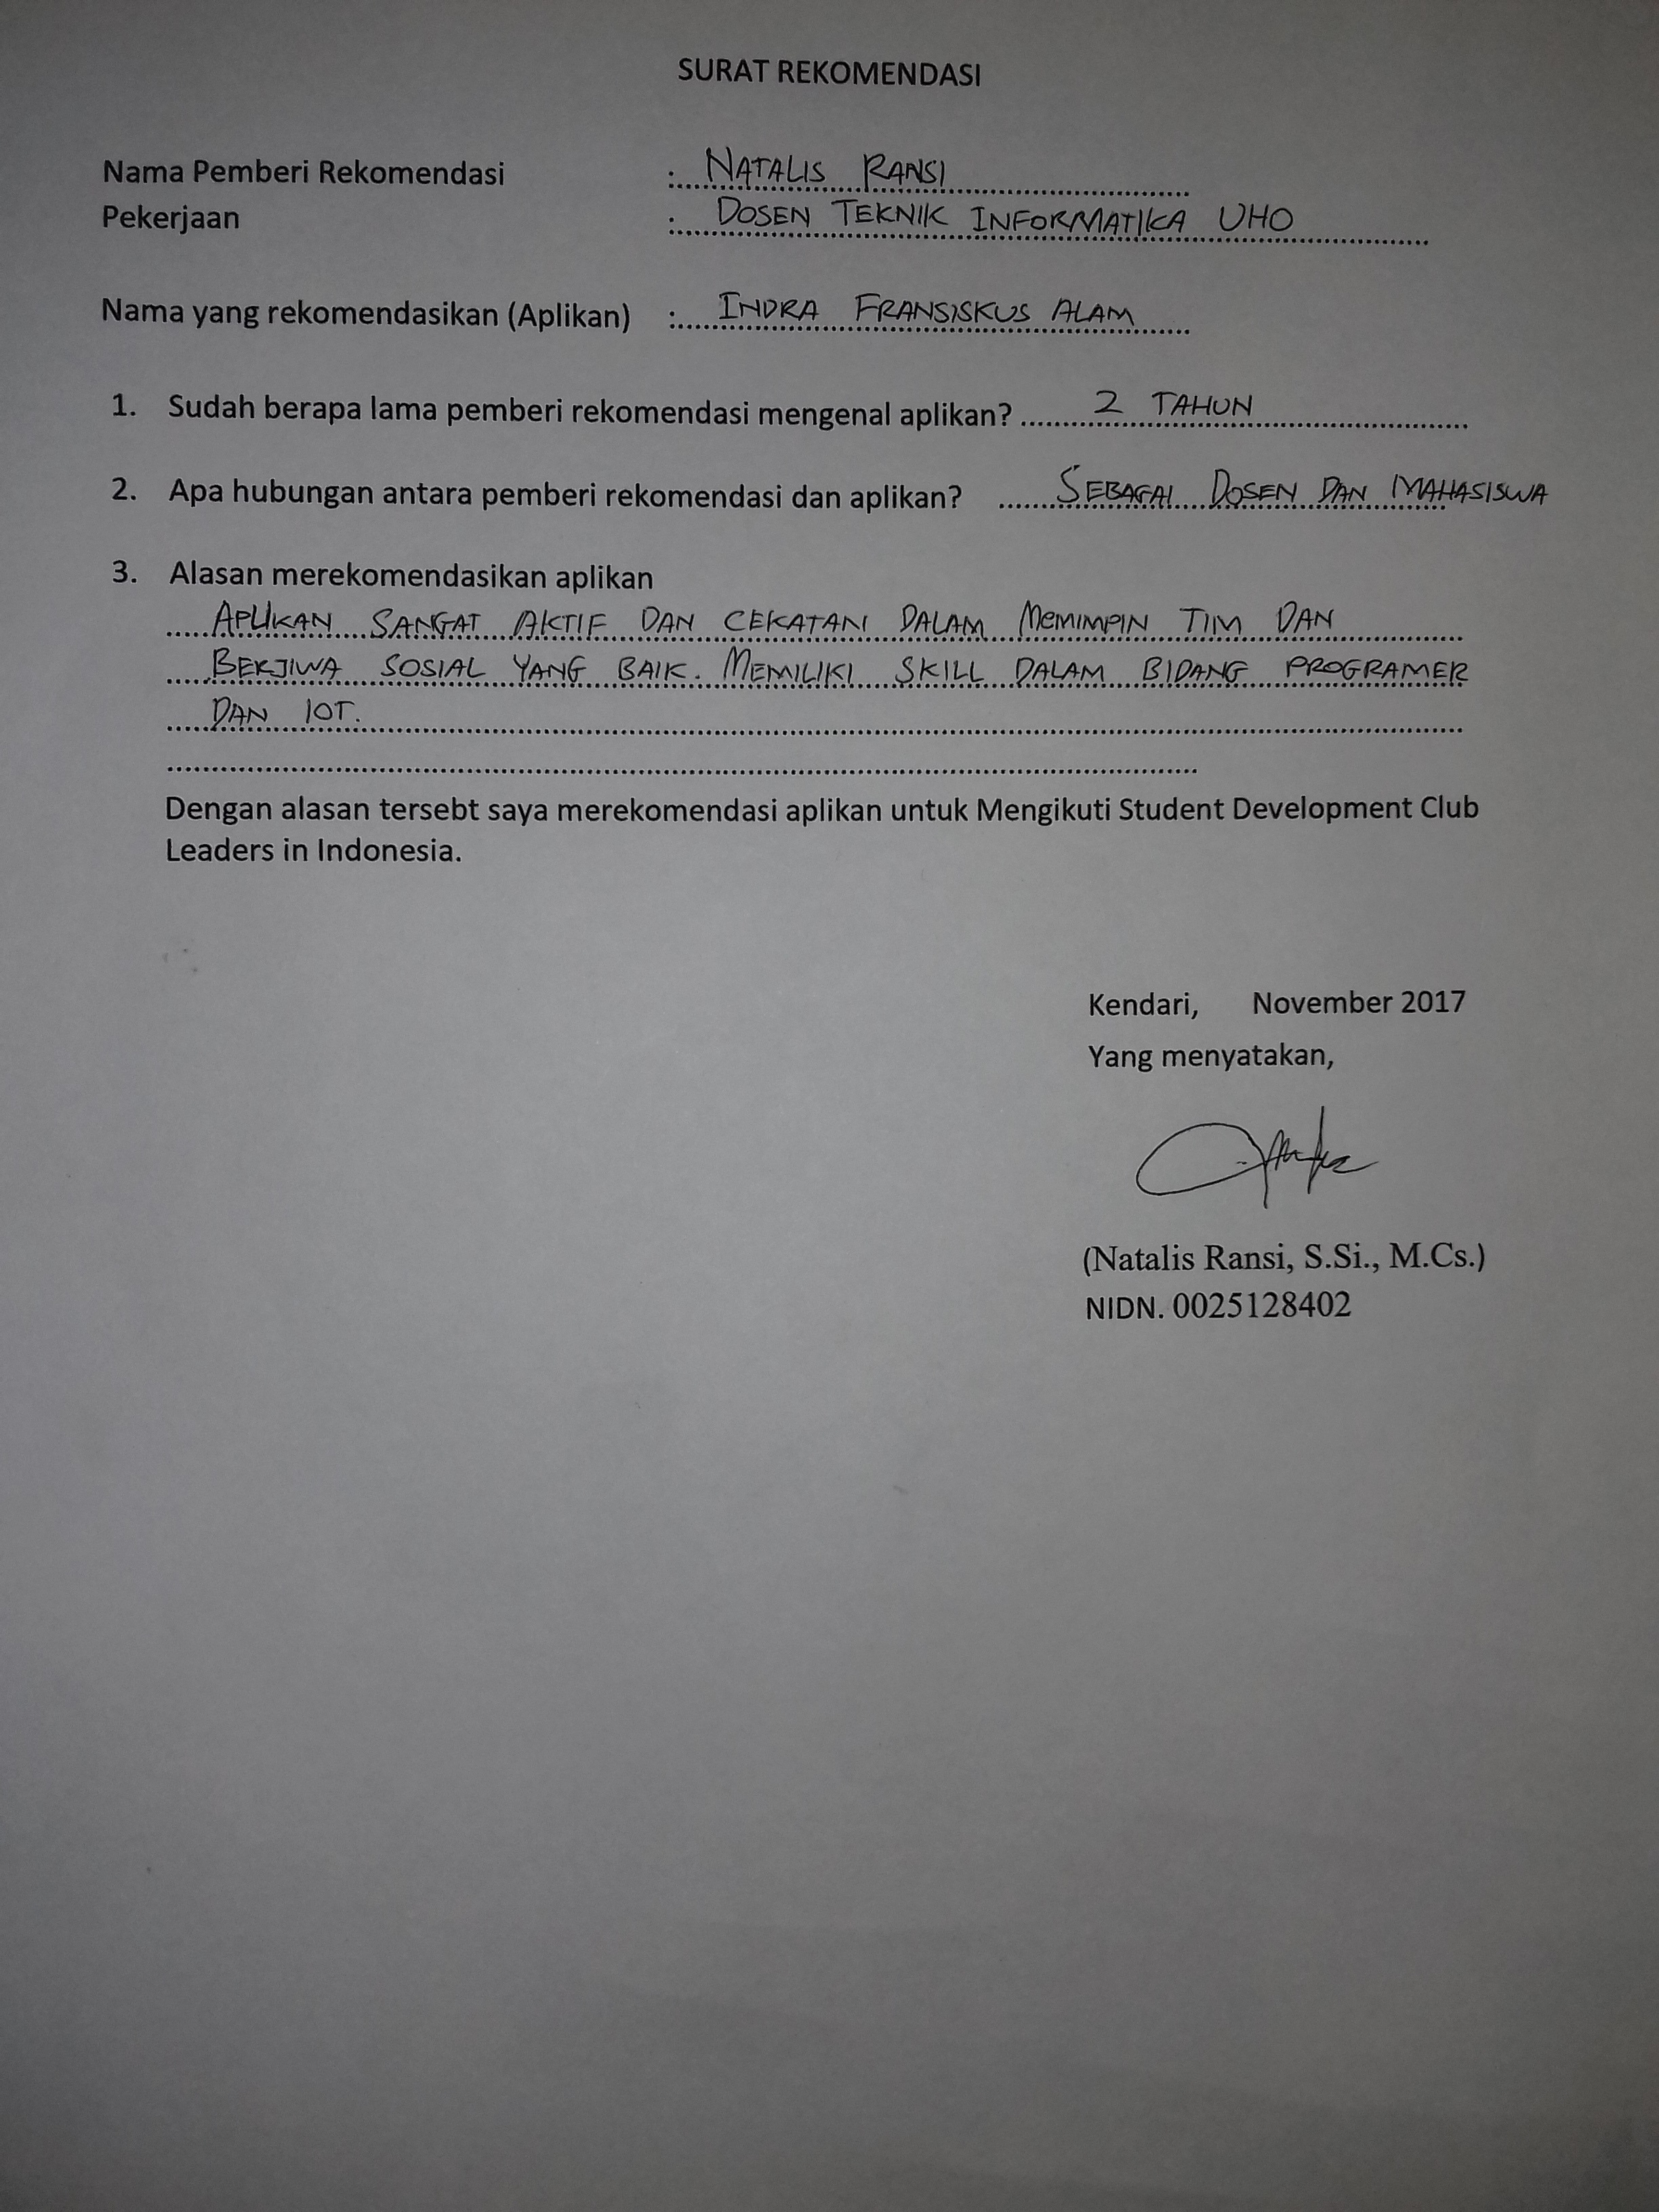 SURAT REKOMENDASI
Nama Pemberi Rekomendasi : NATALIS RANSI
Pekerjaan : DOSEN TEKNIK INFORMATIKA UHO
Nama yang rekomendasikan (Aplikan) : INDRA FRANSISKUS ALAM
1. Sudah berapa lama pemberi rekomendasi mengenal aplikan? 2 TAHUN
2. Apa hubungan antara pemberi rekomendasi dan aplikan? SEBAGAI DOSEN DAN MAHASISWA
3. Alasan merekomendasikan aplikan
APLIKAN SANGAT AKTIF DAN CEKATAN DALAM MEMIMPIN TIM DAN
BERJIWA SOSIAL YANG BAIK. MEMILIKI SKILL DALAM BIDANG PROGRAMER
DAN IOT.
Dengan alasan tersebt saya merekomendasi aplikan untuk Mengikuti Student Development Club
Leaders in Indonesia.
Kendari, November 2017
Yang menyatakan,
(Natalis Ransi, S.Si., M.Cs.)
NIDN. 0025128402